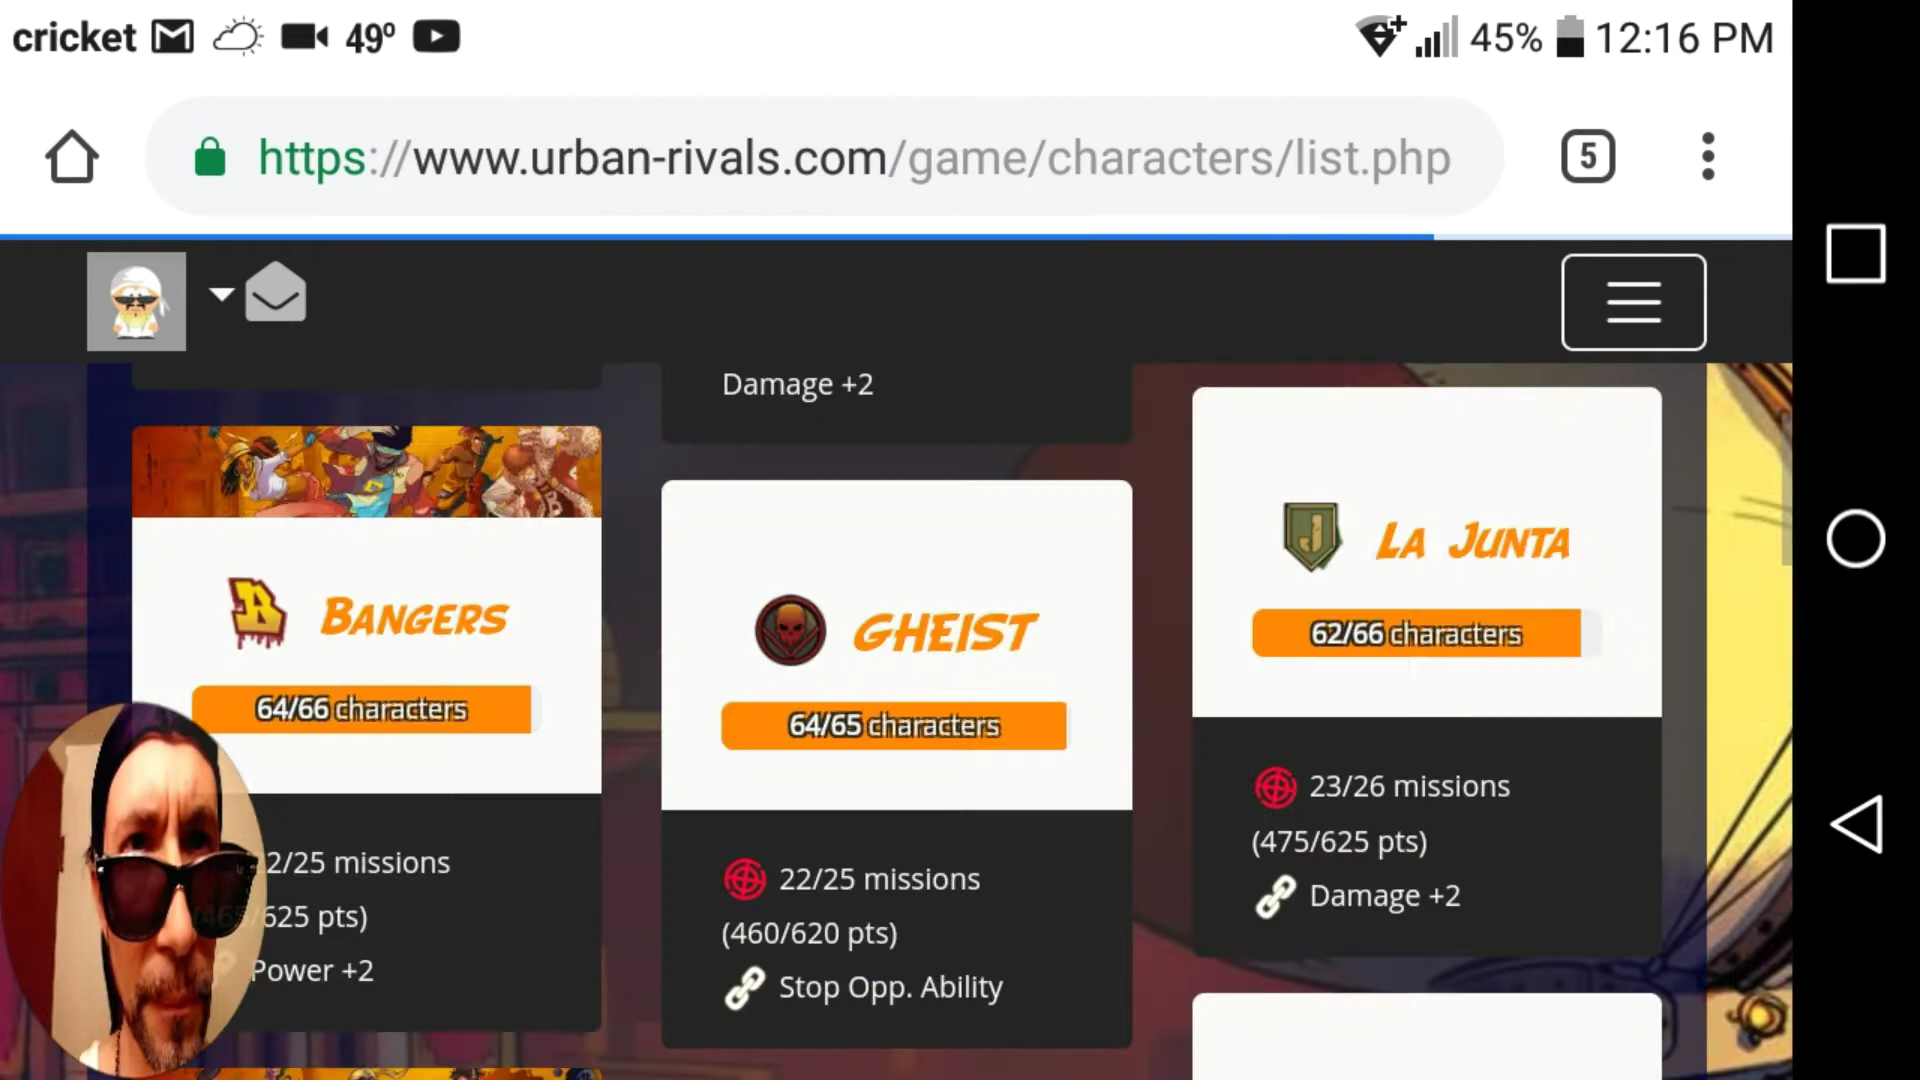 cricket 49° 45% 12:16 PM
https://www.urban-rivals.com/game/characters/list.php 5
Damage +2
BANGERS
64/66 characters
2/25 missions
(465/625 pts)
Power +2
GHEIST
64/65 characters
22/25 missions
(460/620 pts)
Stop Opp. Ability
LA JUNTA
62/66 characters
23/26 missions
(475/625 pts)
Damage +2